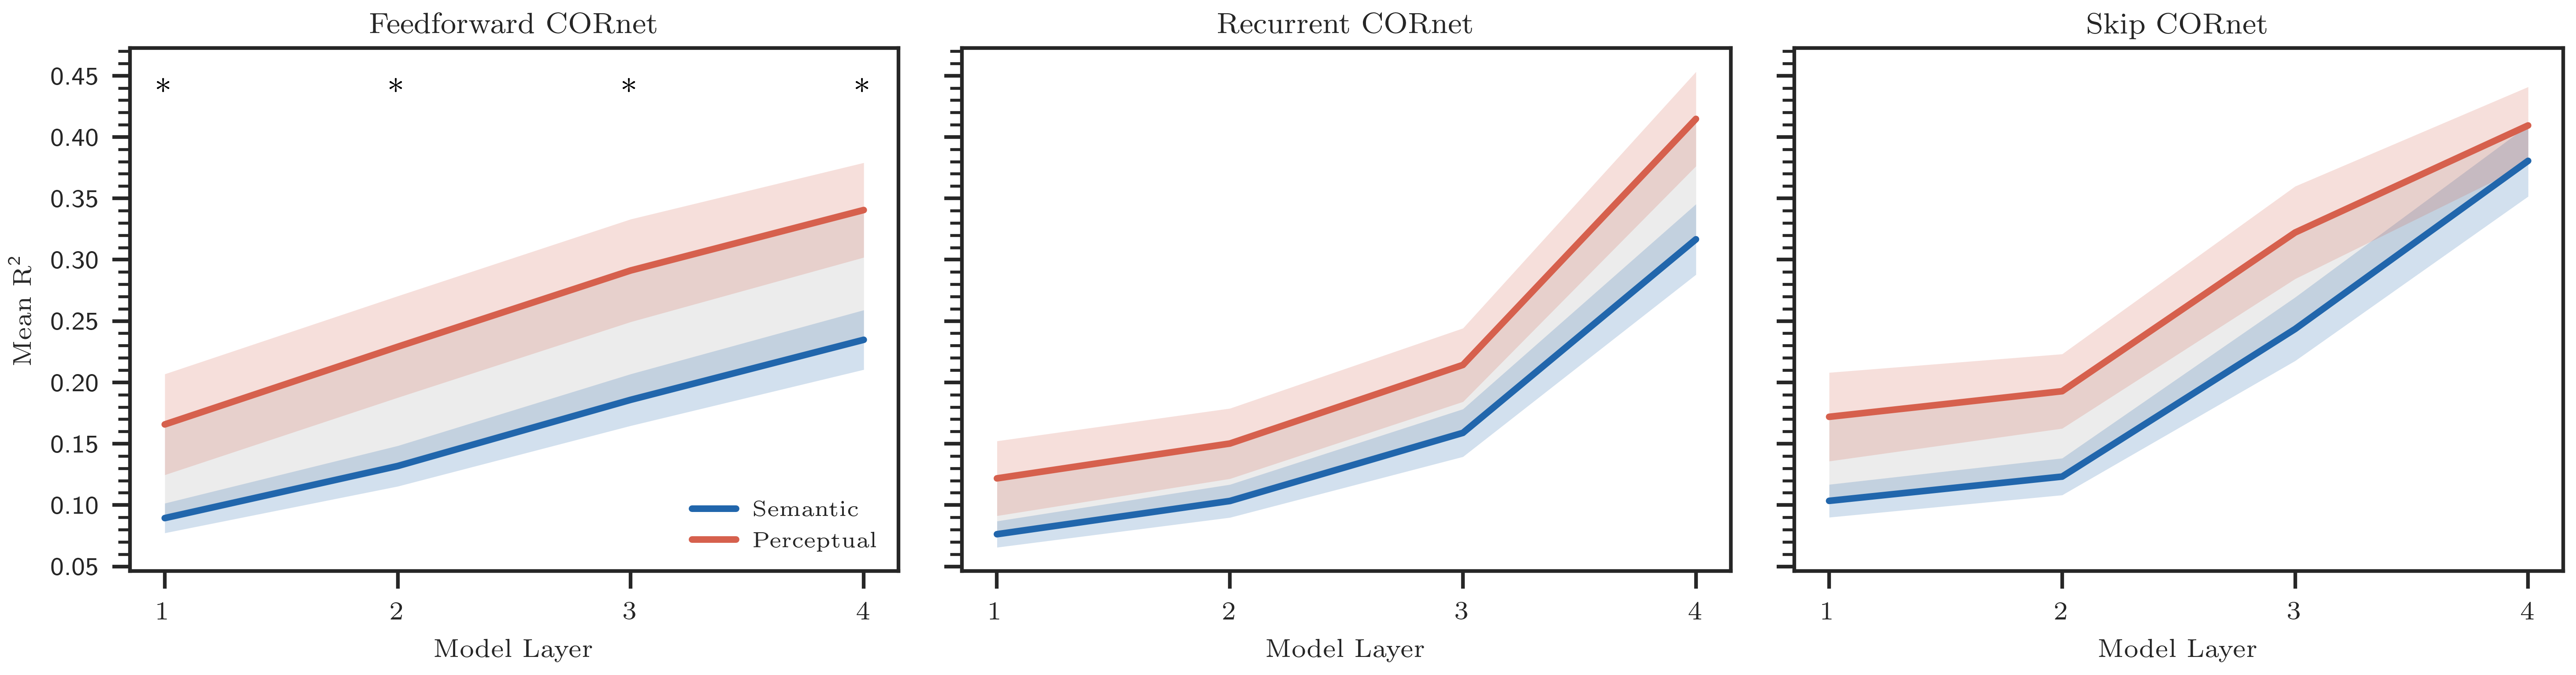 Feedforward CORnet
Recurrent CORnet
Skip CORnet
* * * *
Mean R²
0.45
0.40
0.35
0.30
0.25
0.20
0.15
0.10
0.05
Semantic
Perceptual
1 2 3 4
1 2 3 4
1 2 3 4
Model Layer
Model Layer
Model Layer